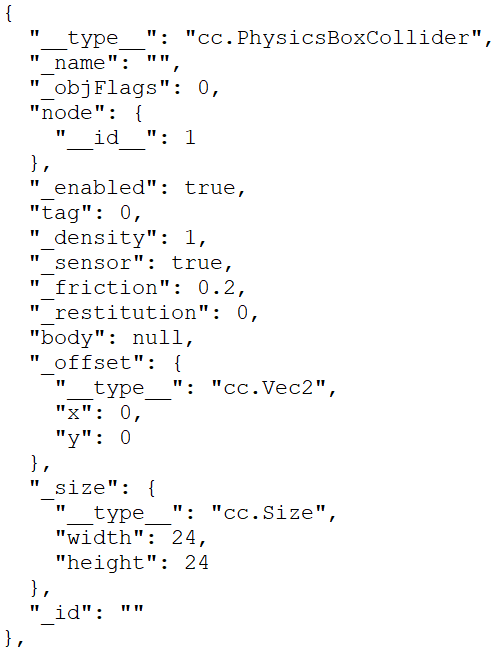 {
  "__type__": "cc.PhysicsBoxCollider",
  "_name": "",
  "_objFlags": 0,
  "node": {
    "__id__": 1
  },
  "_enabled": true,
  "tag": 0,
  "_density": 1,
  "_sensor": true,
  "_friction": 0.2,
  "_restitution": 0,
  "body": null,
  "_offset": {
    "__type__": "cc.Vec2",
    "x": 0,
    "y": 0
  },
  "_size": {
    "__type__": "cc.Size",
    "width": 24,
    "height": 24
  },
  "_id": ""
},